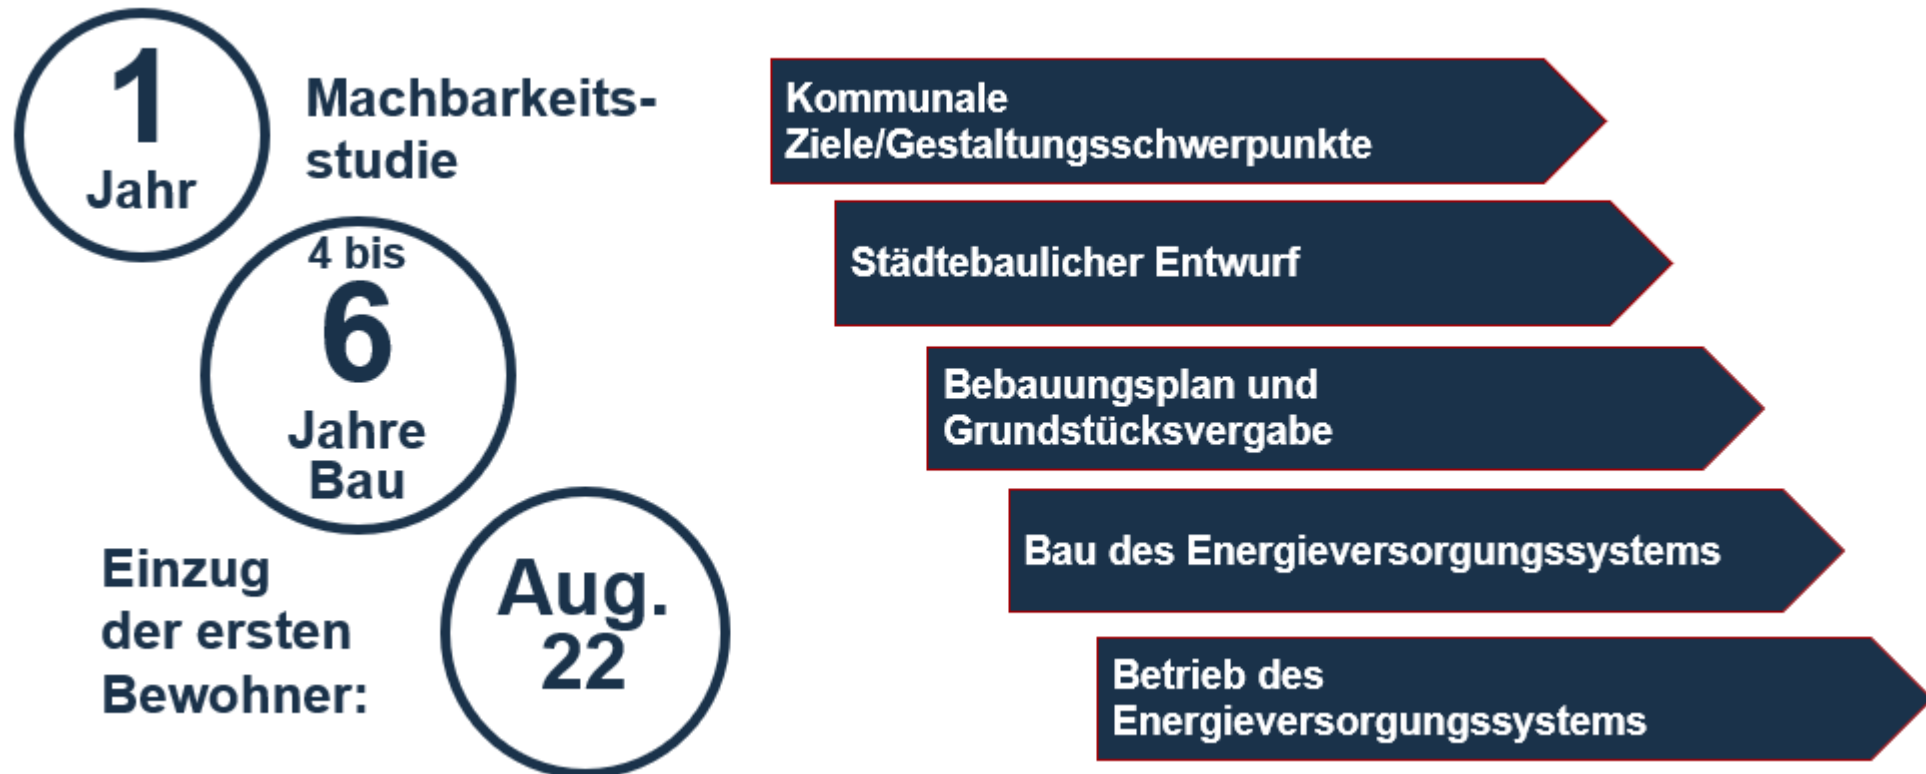 1
Jahr
Machbarkeits-
studie
4 bis
6
Jahre
Bau
Einzug
der ersten
Bewohner:
Aug.
22
Kommunale
Ziele/Gestaltungsschwerpunkte
Städtebaulicher Entwurf
Bebauungsplan und
Grundstücksvergabe
Bau des Energieversorgungssystems
Betrieb des
Energieversorgungssystems